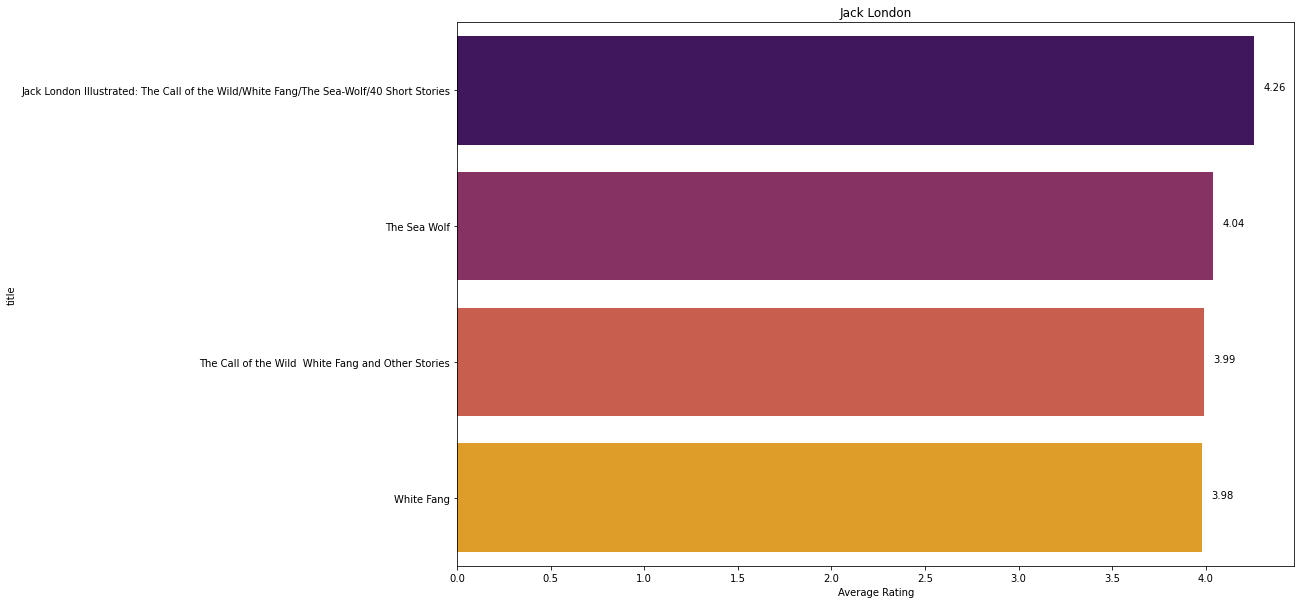 Jack London
Jack London Illustrated: The Call of the Wild/White Fang/The Sea-Wolf/40 Short Stories
4.26
The Sea Wolf
4.04
title
The Call of the Wild  White Fang and Other Stories
3.99
White Fang
3.98
0.0 0.5 1.0 1.5 2.0 2.5 3.0 3.5 4.0
Average Rating